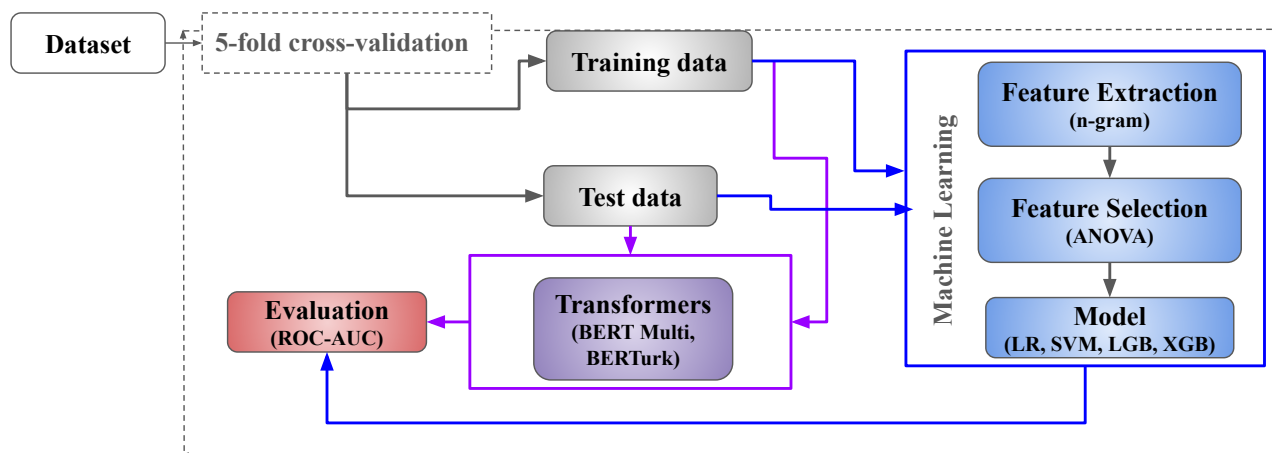 Dataset
5-fold cross-validation
Training data
Test data
Machine Learning
Feature Extraction
(n-gram)
Feature Selection
(ANOVA)
Model
(LR, SVM, LGB, XGB)
Transformers
(BERT Multi,
BERTurk)
Evaluation
(ROC-AUC)